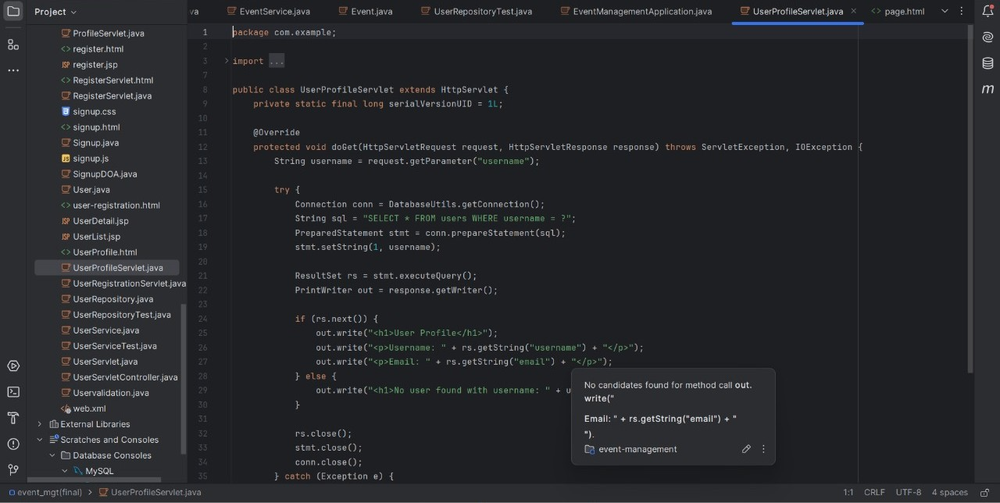 Project
va
EventService.java
Event.java
UserRepositoryTest.java
EventManagementApplication.java
UserProfileServlet.java
page.html
ProfileServlet.java
register.html
register.jsp
RegisterServlet.html
RegisterServlet.java
signup.css
signup.html
Signup.java
signup.js
SignupDOA.java
User.java
user-registration.html
UserDetail.jsp
UserList.jsp
UserProfile.html
UserProfileServlet.java
UserRegistrationServlet.java
UserRepository.java
UserRepositoryTest.java
UserService.java
UserServiceTest.java
UserServlet.java
UserServletController.java
Uservalidation.java
web.xml
External Libraries
Scratches and Consoles
Database Consoles
MySQL
1 package com.example;
2
3 import ...
7
8 public class UserProfileServlet extends HttpServlet {
9 private static final long serialVersionUID = 1L;
10
11 @Override
12 protected void doGet(HttpServletRequest request, HttpServletResponse response) throws ServletException, IOException {
13 String username = request.getParameter("username");
14
15 try {
16 Connection conn = DatabaseUtils.getConnection();
17 String sql = "SELECT * FROM users WHERE username = ?";
18 PreparedStatement stmt = conn.prepareStatement(sql);
19 stmt.setString(1, username);
20
21 ResultSet rs = stmt.executeQuery();
22 PrintWriter out = response.getWriter();
23
24 if (rs.next()) {
25 out.write("<h1>User Profile</h1>");
26 out.write("<p>Username: " + rs.getString("username") + "</p>");
27 out.write("<p>Email: " + rs.getString("email") + "</p>");
28 } else {
29 out.write("<h1>No user found with username: " + u
30 }
31
32 rs.close();
33 stmt.close();
34 conn.close();
35 } catch (Exception e) {
No candidates found for method call out.
write("
Email: " + rs.getString("email") + "
").
event-management
m
event_mgt(final) > UserProfileServlet.java
1:1 CRLF UTF-8 4 spaces